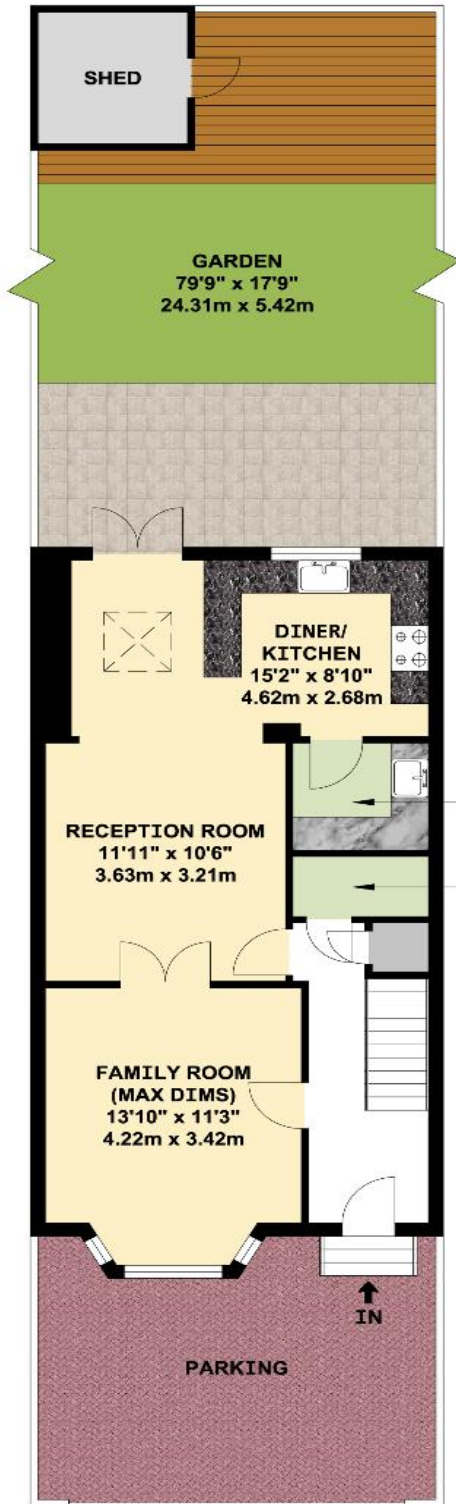 SHED
GARDEN
79'9" x 17'9"
24.31m x 5.42m
DINER/
KITCHEN
15'2" x 8'10"
4.62m x 2.68m
RECEPTION ROOM
11'11" x 10'6"
3.63m x 3.21m
FAMILY ROOM
(MAX DIMS)
13'10" x 11'3"
4.22m x 3.42m
IN
PARKING